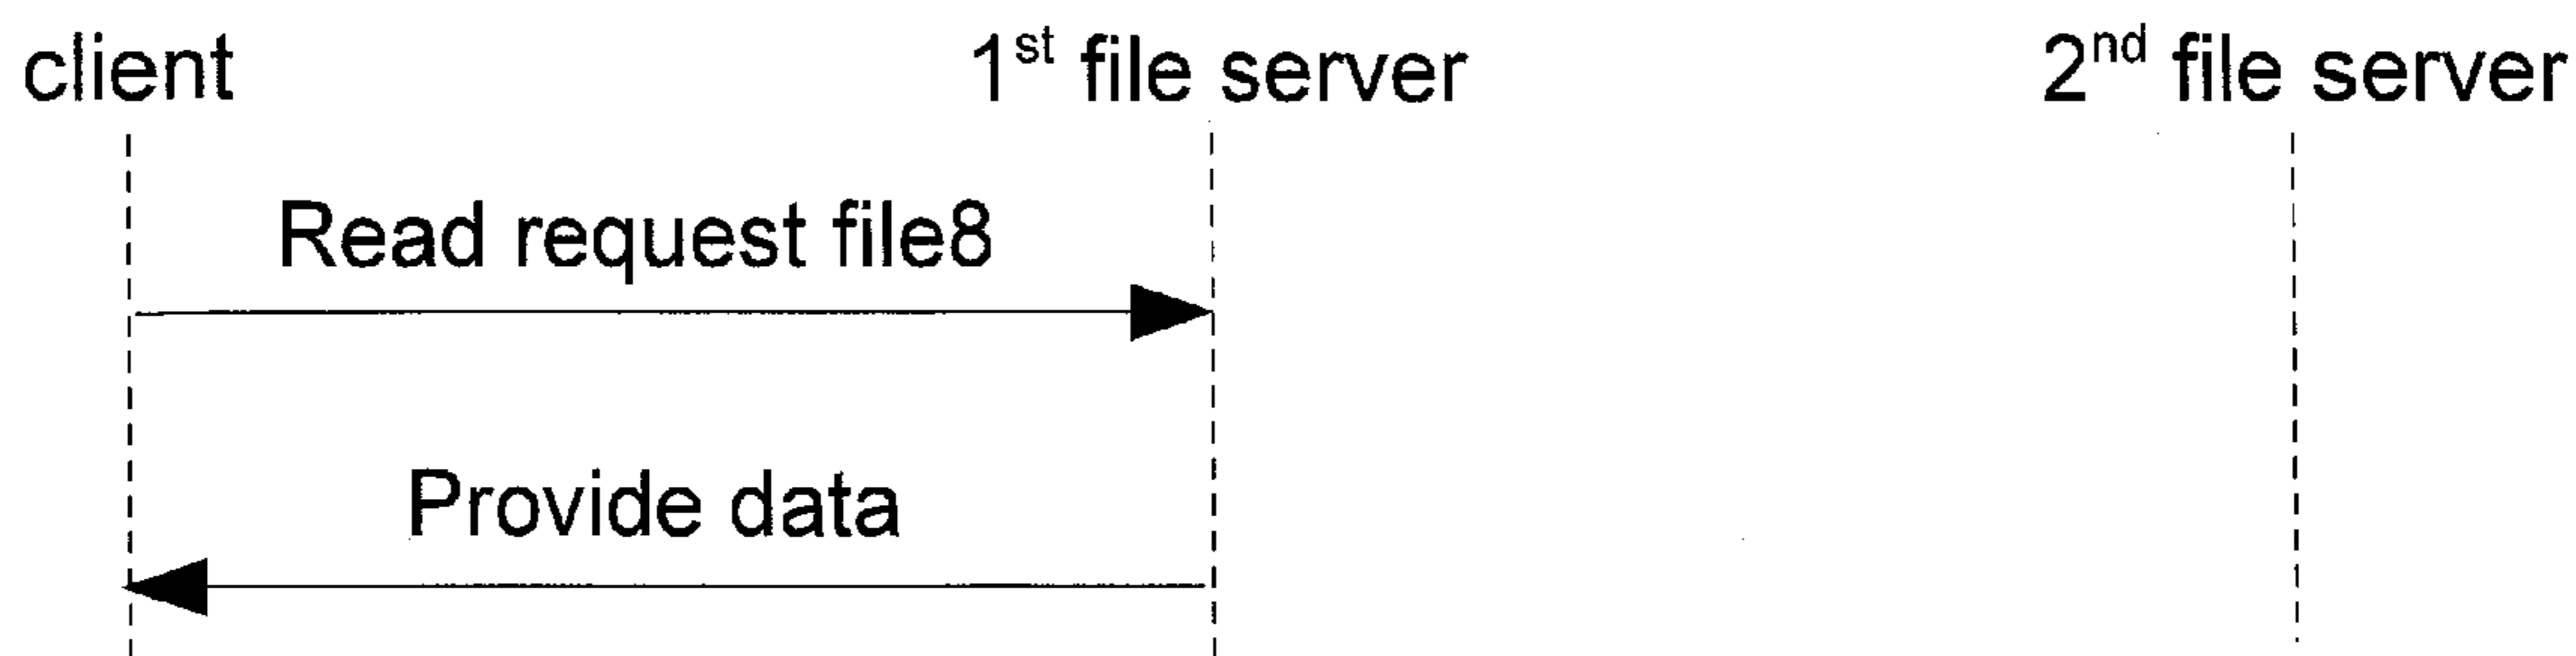 client 1st file server 2nd file server
Read request file8
Provide data